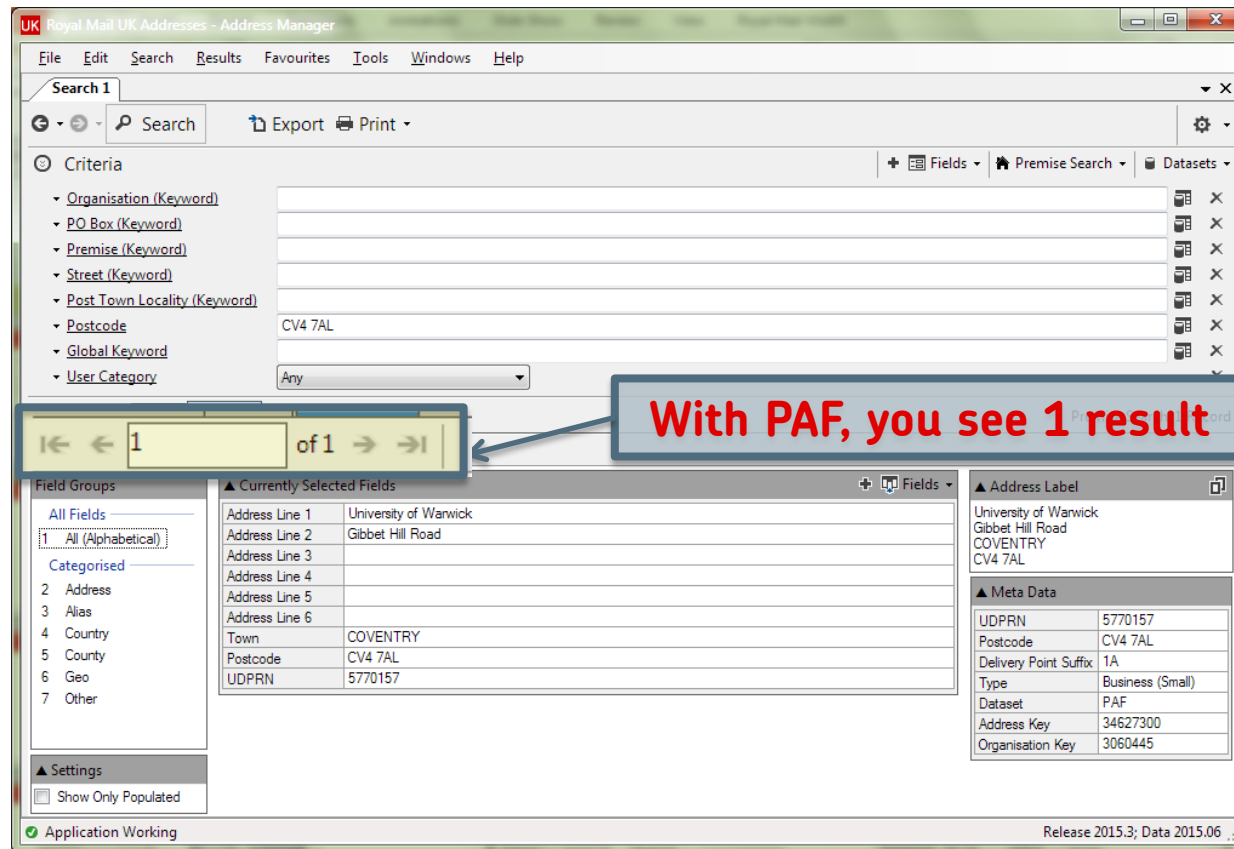 UK Royal Mail UK Addresses - Address Manager
File Edit Search Results Favourites Tools Windows Help
Search 1
Search Export Print
Criteria Fields Premise Search Datasets
Organisation (Keyword)
PO Box (Keyword)
Premise (Keyword)
Street (Keyword)
Post Town Locality (Keyword)
Postcode CV4 7AL
Global Keyword
User Category Any
With PAF, you see 1 result
1 of 1
Field Groups
All Fields
1 All (Alphabetical)
Categorised
2 Address
3 Alias
4 Country
5 County
6 Geo
7 Other
Settings
Show Only Populated
Currently Selected Fields Fields
Address Line 1 University of Warwick
Address Line 2 Gibbet Hill Road
Address Line 3
Address Line 4
Address Line 5
Address Line 6
Town COVENTRY
Postcode CV4 7AL
UDPRN 5770157
Address Label
University of Warwick
Gibbet Hill Road
COVENTRY
CV4 7AL
Meta Data
UDPRN 5770157
Postcode CV4 7AL
Delivery Point Suffix 1A
Type Business (Small)
Dataset PAF
Address Key 34627300
Organisation Key 3060445
Application Working Release 2015.3; Data 2015.06